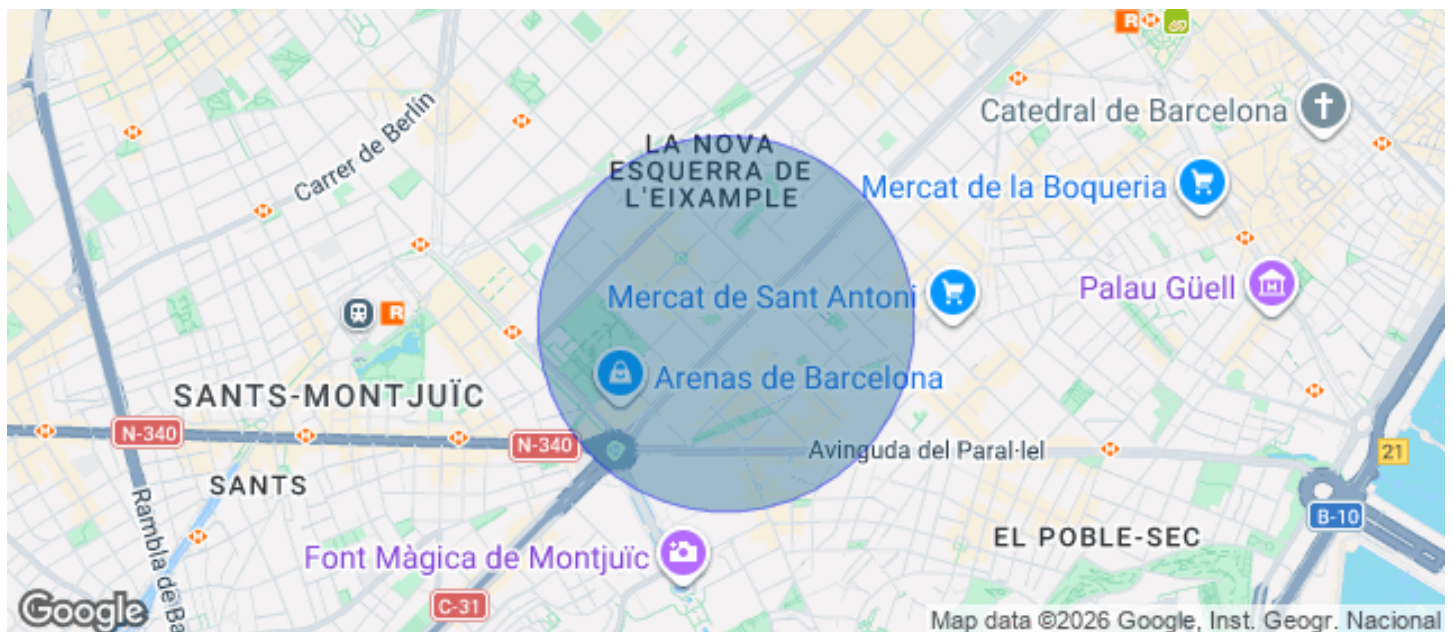 R
Catedral de Barcelona
Carrer de Berlín
LA NOVA
ESQUERRA DE
L'EIXAMPLE
Mercat de la Boqueria
Mercat de Sant Antoni
Palau Güell
R
Arenas de Barcelona
SANTS-MONTJUÏC
N-340
N-340
Avinguda del Paral·lel
21
SANTS
Rambla de Ba
B-10
EL POBLE-SEC
Font Màgica de Montjuïc
C-31
Google
Map data ©2026 Google, Inst. Geogr. Nacional